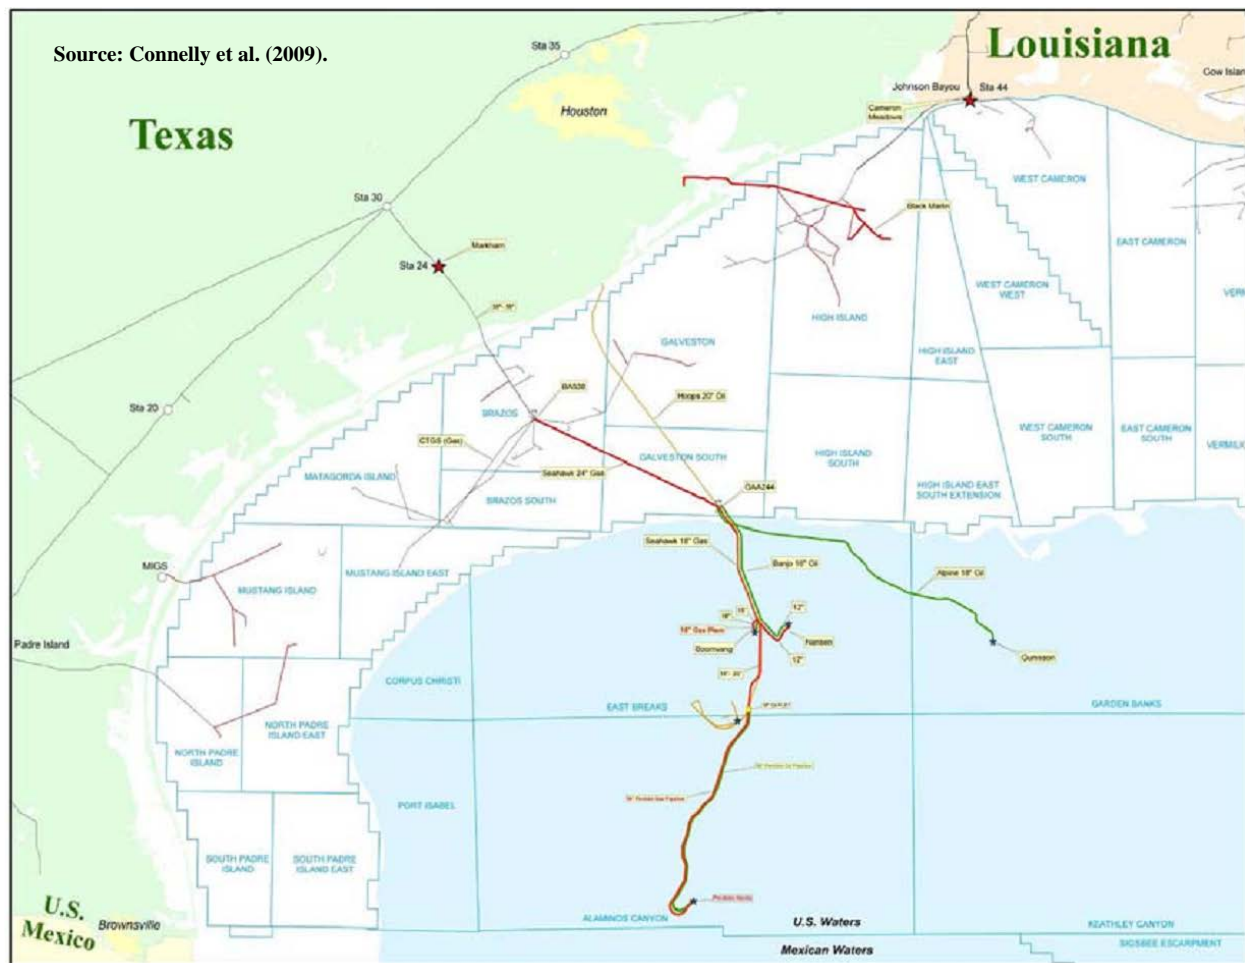 Source: Connelly et al. (2009).
Sta 35
Louisiana
Johnson Bayou
Sta 44
Cow Islan
Cameron
Meadows
Houston
Texas
Sta 30
Markham
Sta 24
Black Marlin
WEST CAMERON
EAST CAMERON
WEST CAMERON
WEST
VERM
HIGH ISLAND
GALVESTON
HIGH ISLAND
EAST
Sta 20
BRAZOS
Hoops 20" Oil
CTGS (Gas)
Seahawk 24" Gas
GALVESTON SOUTH
HIGH ISLAND
SOUTH
WEST CAMERON
SOUTH
EAST CAMERON
SOUTH
VERMILI
MATAGORDA ISLAND
BRAZOS SOUTH
GAA244
HIGH ISLAND EAST
SOUTH EXTENSION
Seahawk 18" Gas
Banjo 16" Oil
Alpine 18" Oil
MIGS
MUSTANG ISLAND
MUSTANG ISLAND EAST
12"
Boomvang
Nansen
12"
Gunnison
Padre Island
CORPUS CHRISTI
EAST BREAKS
GARDEN BANKS
NORTH PADRE
ISLAND
NORTH PADRE
ISLAND EAST
PORT ISABEL
SOUTH PADRE
ISLAND
SOUTH PADRE
ISLAND EAST
U.S.
Mexico
Brownsville
ALAMINOS CANYON
U.S. Waters
Mexican Waters
KEATHLEY CANYON
SIGSBEE ESCARPMENT